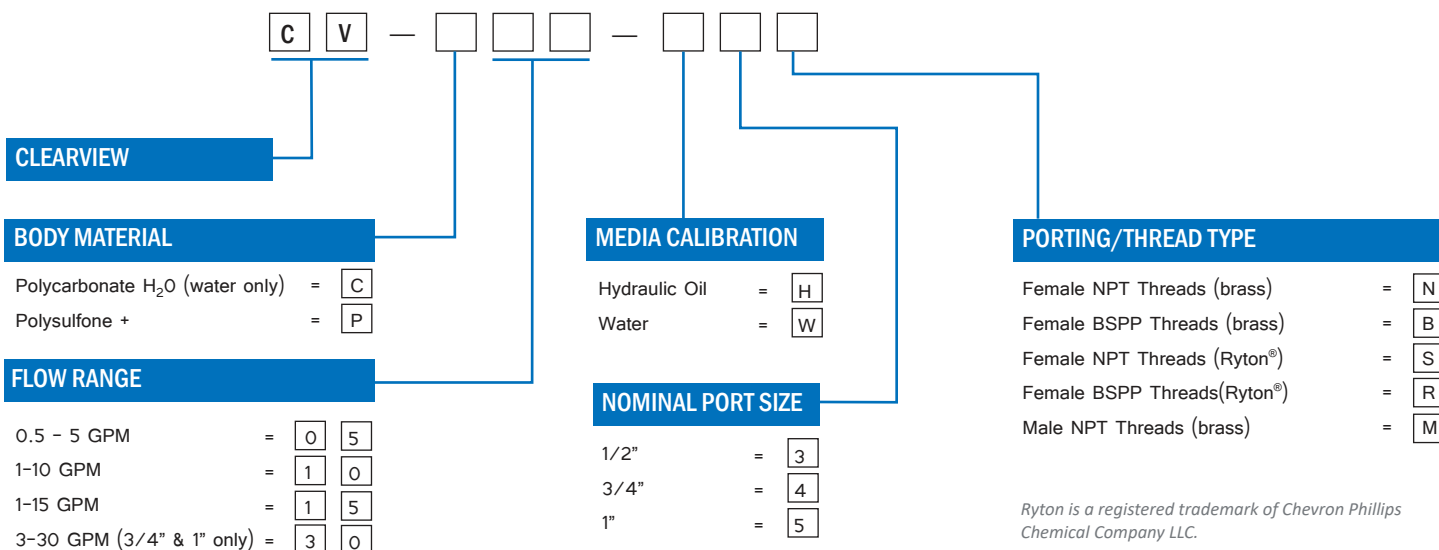 C V — —
CLEARVIEW
BODY MATERIAL
Polycarbonate H₂0 (water only) = C
Polysulfone + = P
FLOW RANGE
0.5 - 5 GPM = 0 5
1-10 GPM = 1 0
1-15 GPM = 1 5
3-30 GPM (3/4" & 1" only) = 3 0
MEDIA CALIBRATION
Hydraulic Oil = H
Water = W
NOMINAL PORT SIZE
1/2" = 3
3/4" = 4
1" = 5
PORTING/THREAD TYPE
Female NPT Threads (brass) = N
Female BSPP Threads (brass) = B
Female NPT Threads (Ryton®) = S
Female BSPP Threads(Ryton®) = R
Male NPT Threads (brass) = M
Ryton is a registered trademark of Chevron Phillips
Chemical Company LLC.